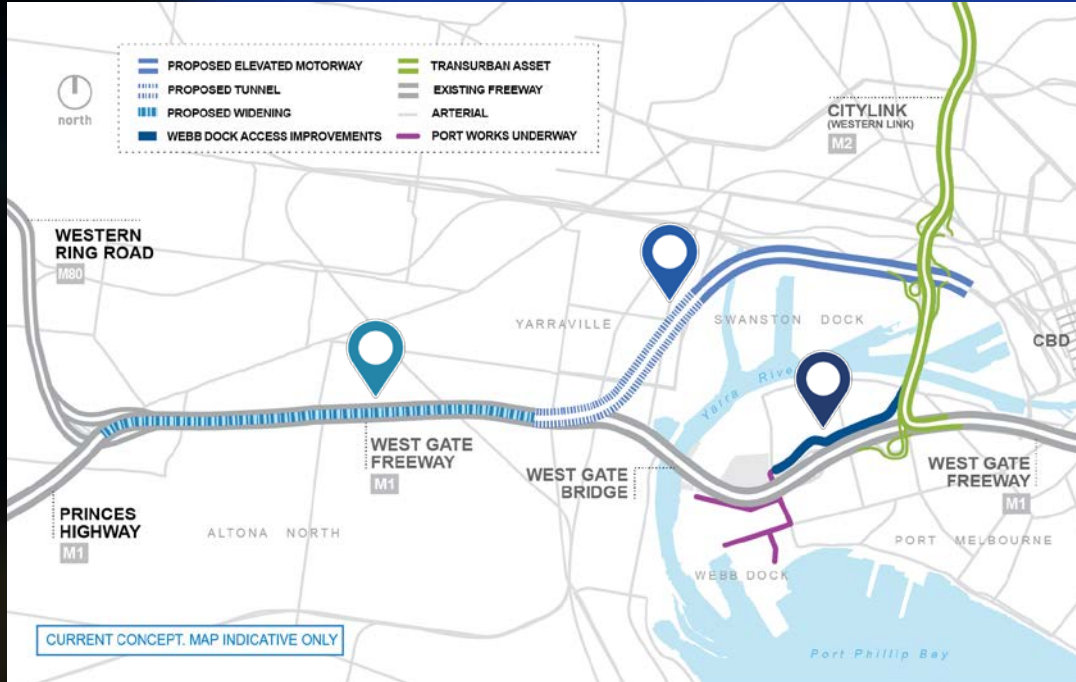 PROPOSED ELEVATED MOTORWAY
PROPOSED TUNNEL
PROPOSED WIDENING
WEBB DOCK ACCESS IMPROVEMENTS
TRANSURBAN ASSET
EXISTING FREEWAY
ARTERIAL
PORT WORKS UNDERWAY
north
CITYLINK
(WESTERN LINK)
M2
WESTERN
RING ROAD
M80
YARRAVILLE
SWANSTON DOCK
CBD
Yarra River
WEST GATE
FREEWAY
M1
WEST GATE
BRIDGE
WEST GATE
FREEWAY
M1
PRINCES
HIGHWAY
M1
ALTONA NORTH
PORT MELBOURNE
WEBB DOCK
CURRENT CONCEPT. MAP INDICATIVE ONLY
Port Phillip Bay